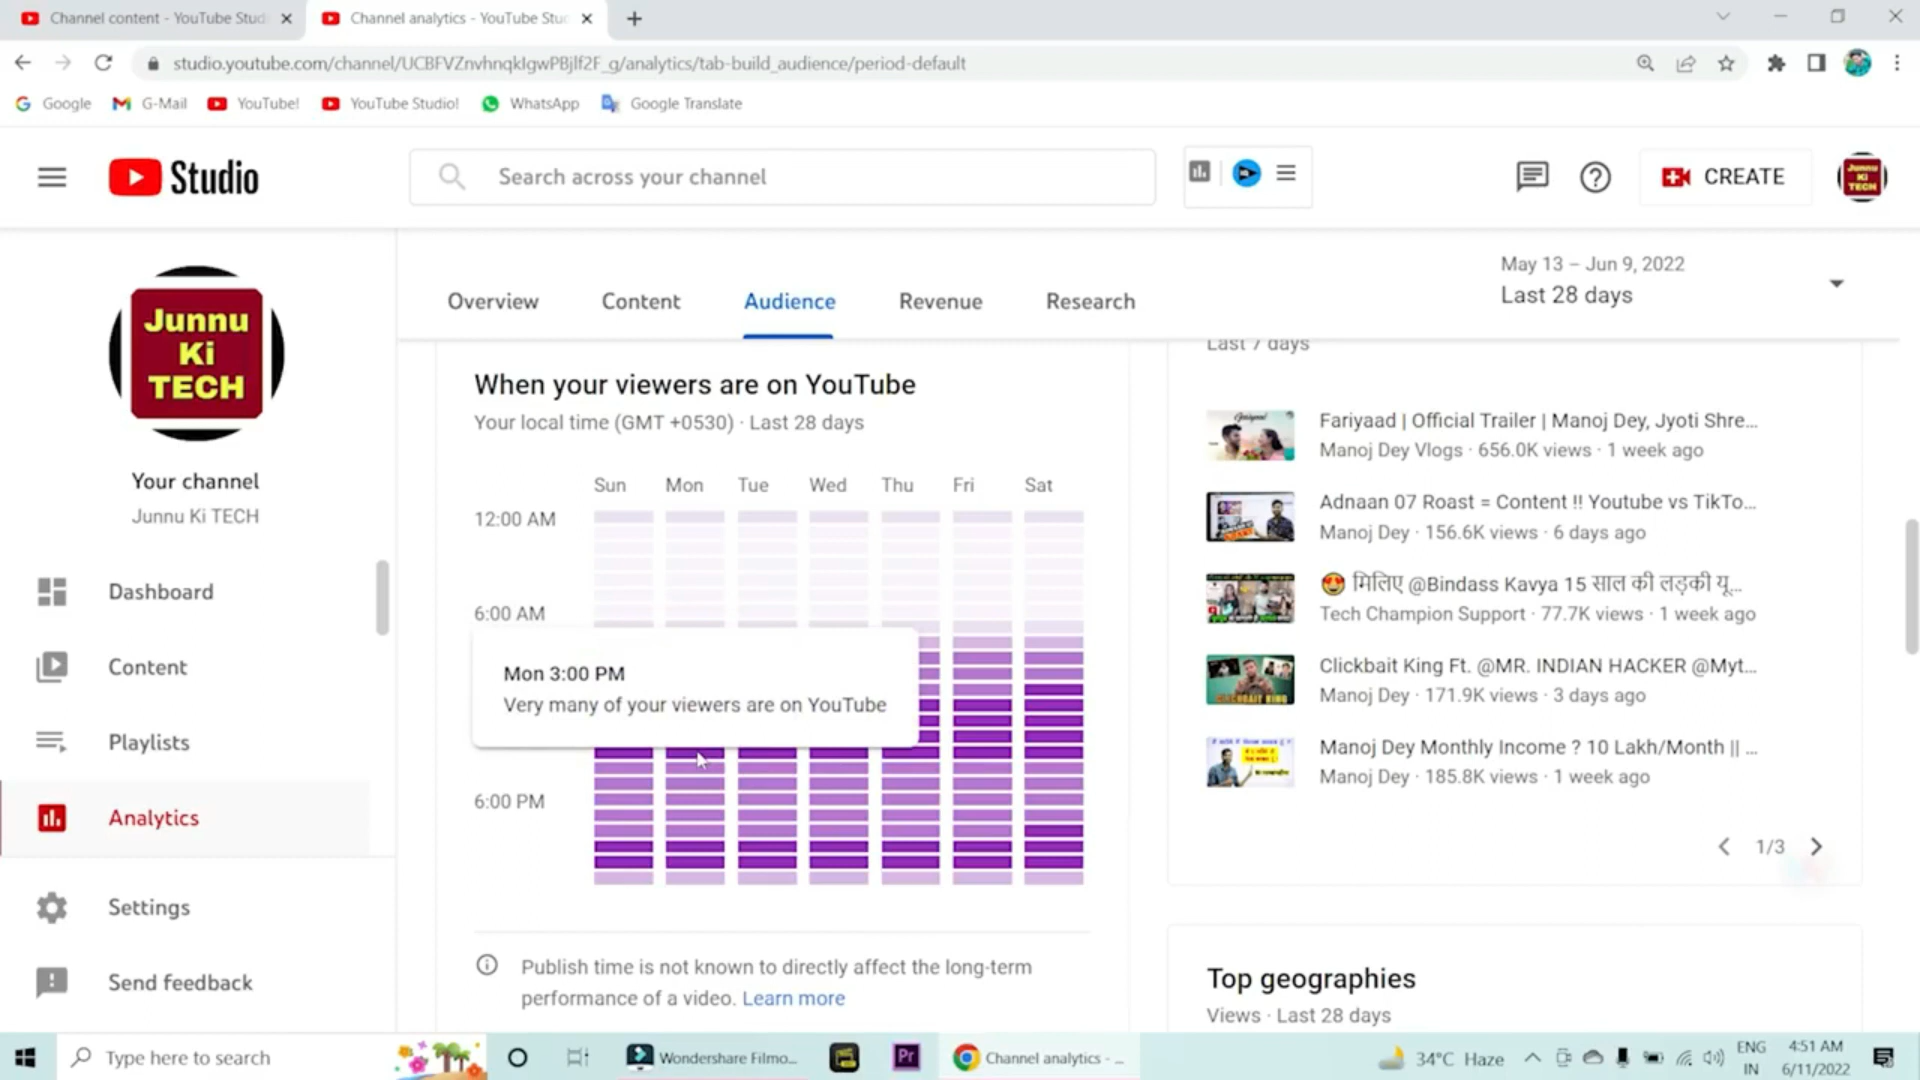 Channel content - YouTube Stud
Channel analytics - YouTube Stu
studio.youtube.com/channel/UCBFVZnvhnqkIgwPBjlf2F_g/analytics/tab-build_audience/period-default
Google
G-Mail
YouTube!
YouTube Studio!
WhatsApp
Google Translate
Studio
Search across your channel
CREATE
Junnu
Ki
TECH
Junnu
Ki
TECH
Your channel
Junnu Ki TECH
Dashboard
Content
Playlists
Analytics
Settings
Send feedback
Overview
Content
Audience
Revenue
Research
May 13 – Jun 9, 2022
Last 28 days
When your viewers are on YouTube
Your local time (GMT +0530) · Last 28 days
Sun Mon Tue Wed Thu Fri Sat
12:00 AM
6:00 AM
Mon 3:00 PM
Very many of your viewers are on YouTube
6:00 PM
Publish time is not known to directly affect the long-term
performance of a video. Learn more
Last 7 days
Fariyaad | Official Trailer | Manoj Dey, Jyoti Shre...
Manoj Dey Vlogs · 656.0K views · 1 week ago
Adnaan 07 Roast = Content !! Youtube vs TikTo...
Manoj Dey · 156.6K views · 6 days ago
😍 मिलिए @Bindass Kavya 15 साल की लड़की यू...
Tech Champion Support · 77.7K views · 1 week ago
Clickbait King Ft. @MR. INDIAN HACKER @Myt...
Manoj Dey · 171.9K views · 3 days ago
Manoj Dey Monthly Income ? 10 Lakh/Month || ...
Manoj Dey · 185.8K views · 1 week ago
1/3
Top geographies
Views · Last 28 days
Type here to search
Wondershare Filmo...
Pr
Channel analytics - ...
34°C Haze
ENG
IN
4:51 AM
6/11/2022